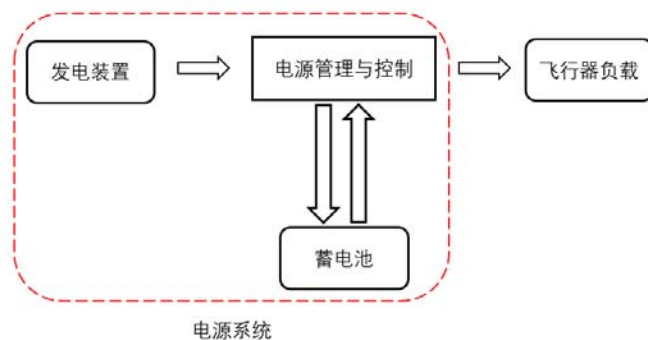 发电装置
电源管理与控制
飞行器负载
蓄电池
电源系统